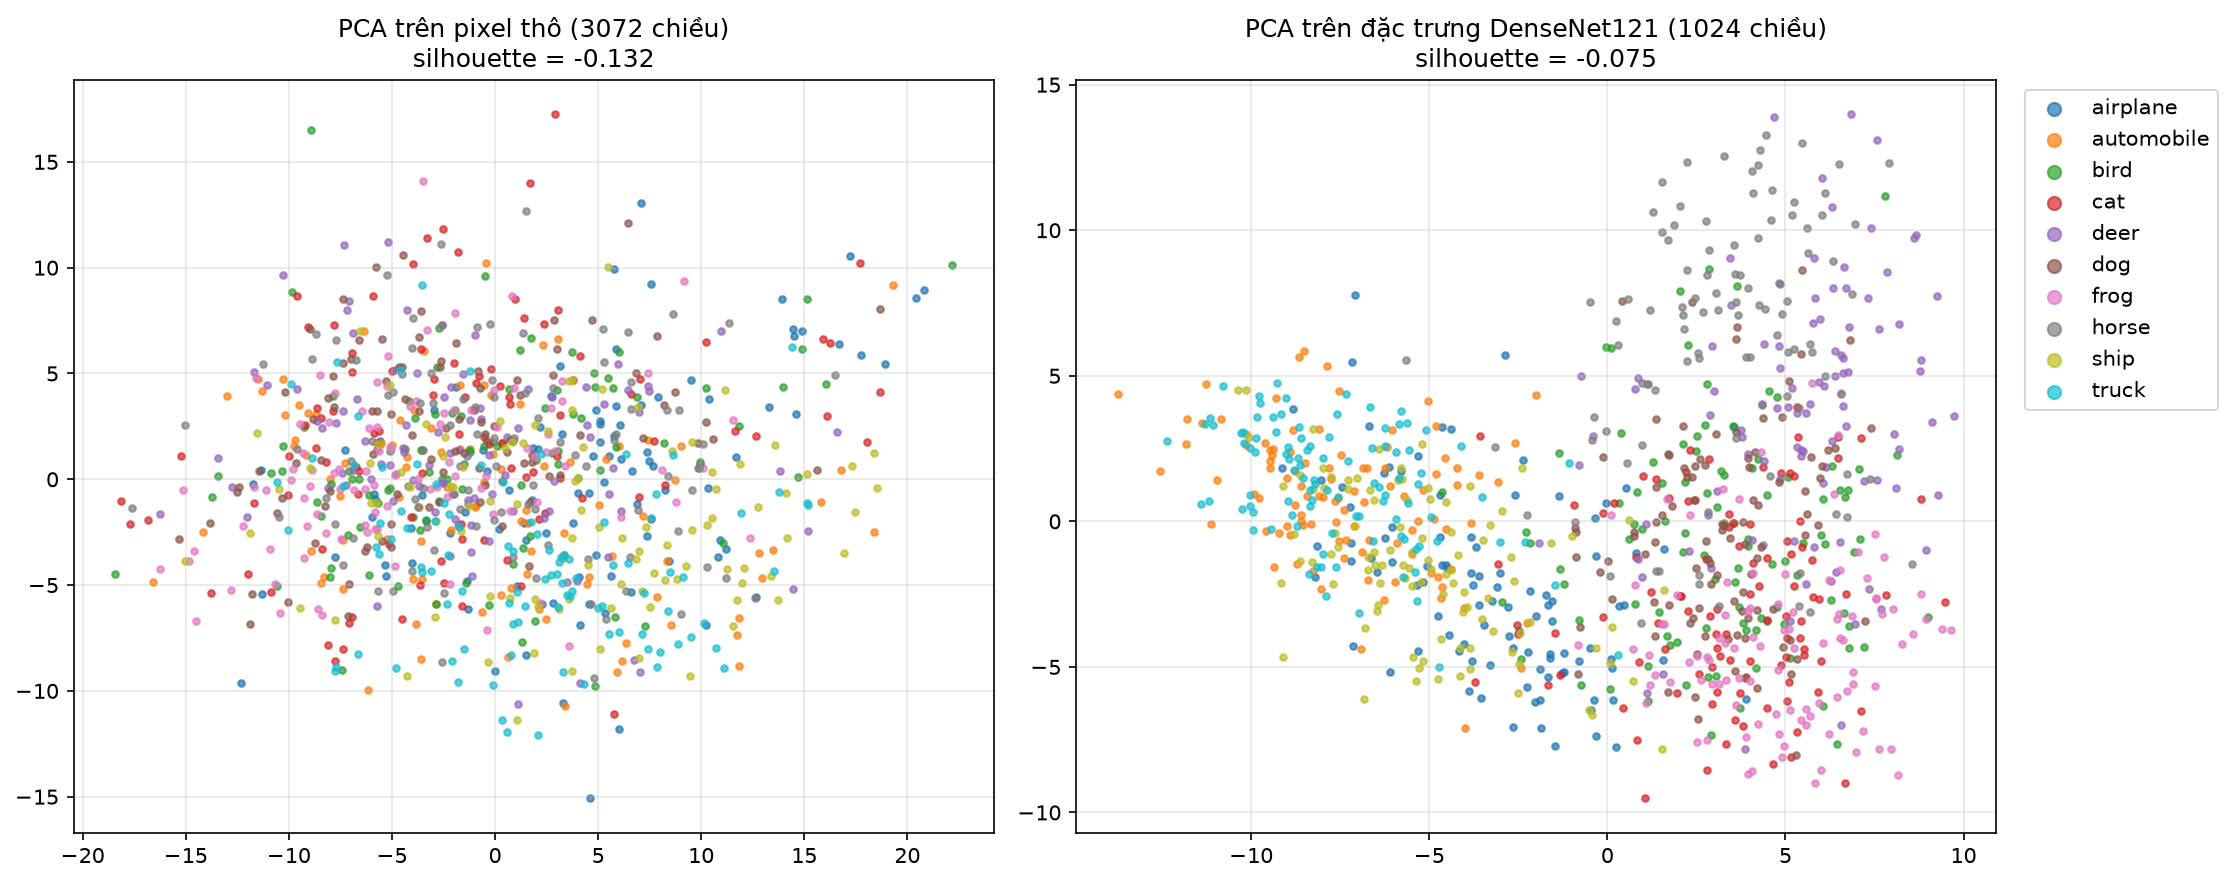 PCA trên pixel thô (3072 chiều)
silhouette = -0.132
15
10
5
0
−5
−10
−15
−20
−15
−10
−5
0
5
10
15
20
PCA trên đặc trưng DenseNet121 (1024 chiều)
silhouette = -0.075
15
10
5
0
−5
−10
−10
−5
0
5
10
airplane
automobile
bird
cat
deer
dog
frog
horse
ship
truck